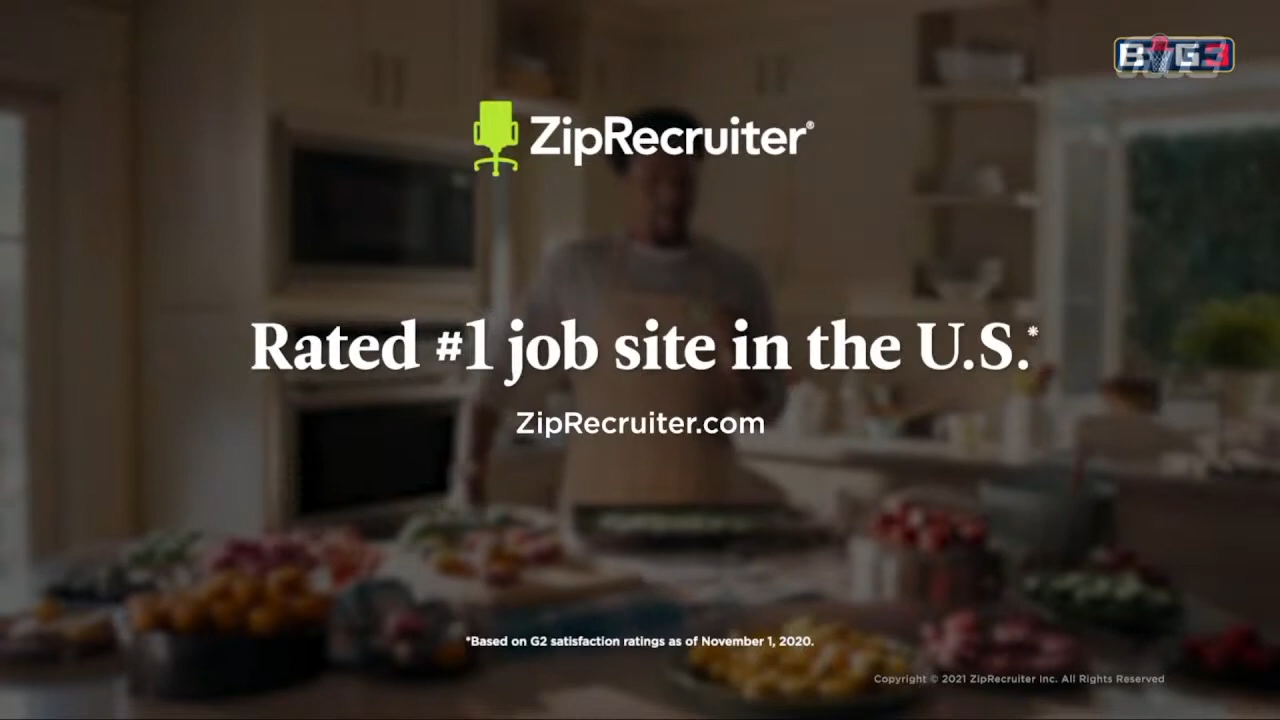 BIG3
ZipRecruiter®
Rated #1 job site in the U.S.*
ZipRecruiter.com
*Based on G2 satisfaction ratings as of November 1, 2020.
Copyright © 2021 ZipRecruiter Inc. All Rights Reserved